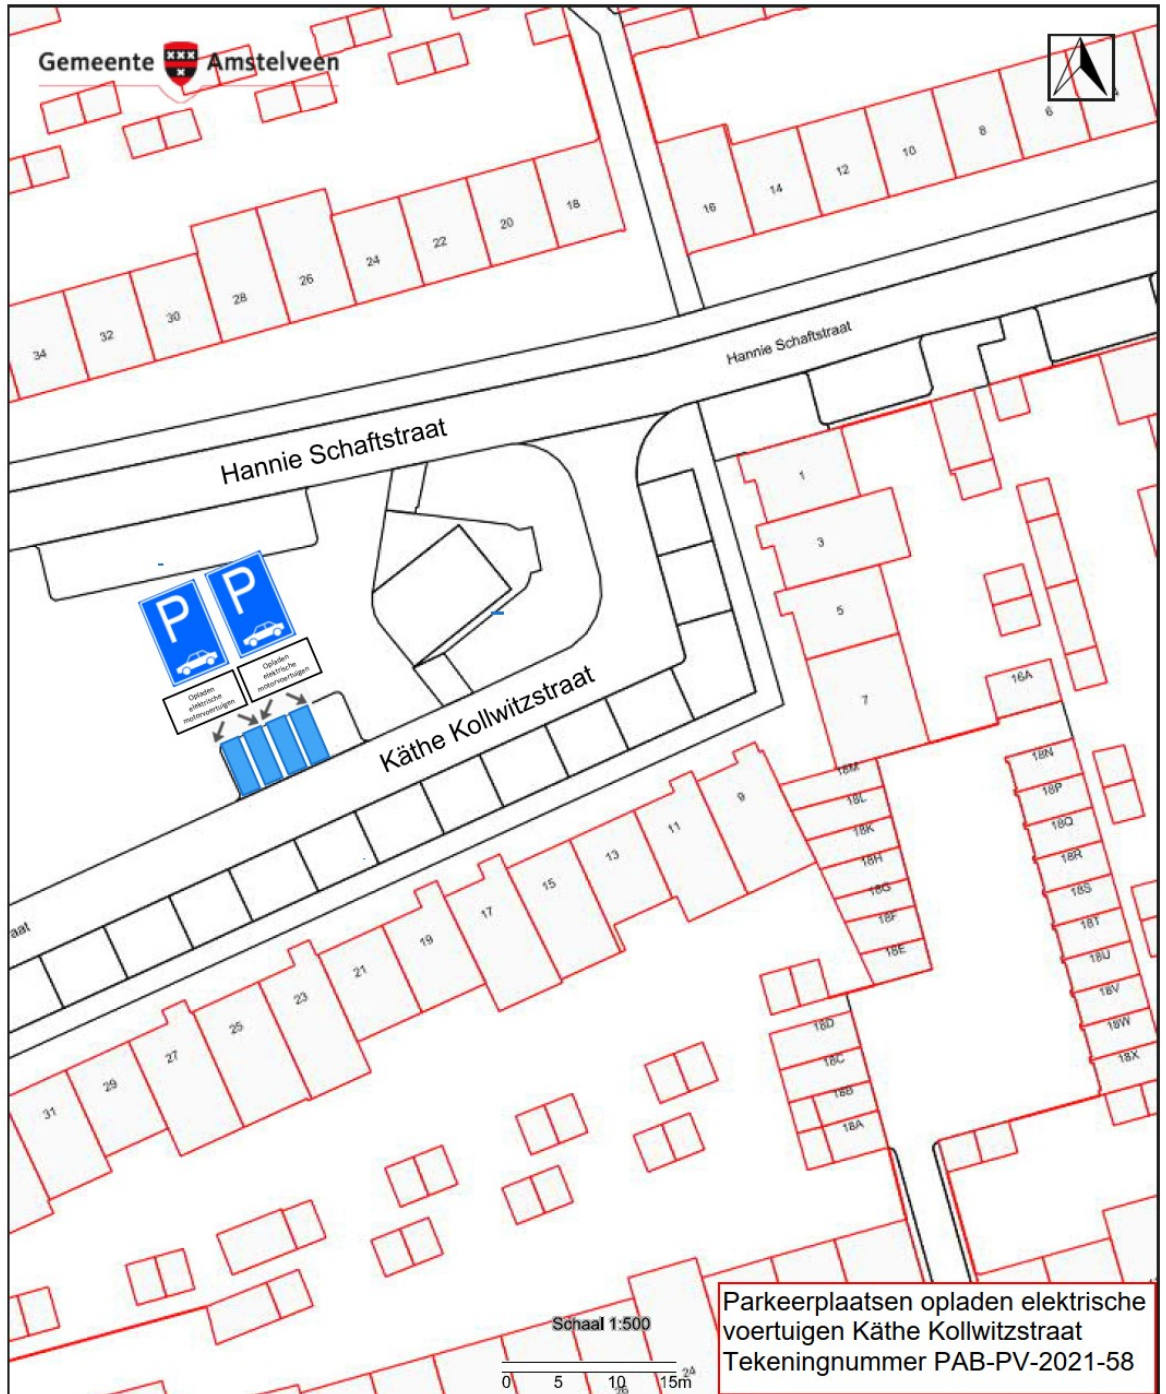 Gemeente Amstelveen
6
8
10
12
14
16
18
20
22
24
26
28
30
32
34
Hannie Schaftstraat
Hannie Schaftstraat
1
3
5
7
P
P
Opladen
elektrische
motorvoertuigen
Opladen
elektrische
motorvoertuigen
Käthe Kollwitzstraat
16A
18N
18M
18P
18L
18Q
18K
18R
18H
18S
18G
18T
18F
18U
18E
18V
18W
18X
18D
18C
18B
18A
9
11
13
15
17
19
21
23
25
27
29
31
aat
Schaal 1:500
0 5 10 15m
24
26
Parkeerplaatsen opladen elektrische
voertuigen Käthe Kollwitzstraat
Tekeningnummer PAB-PV-2021-58